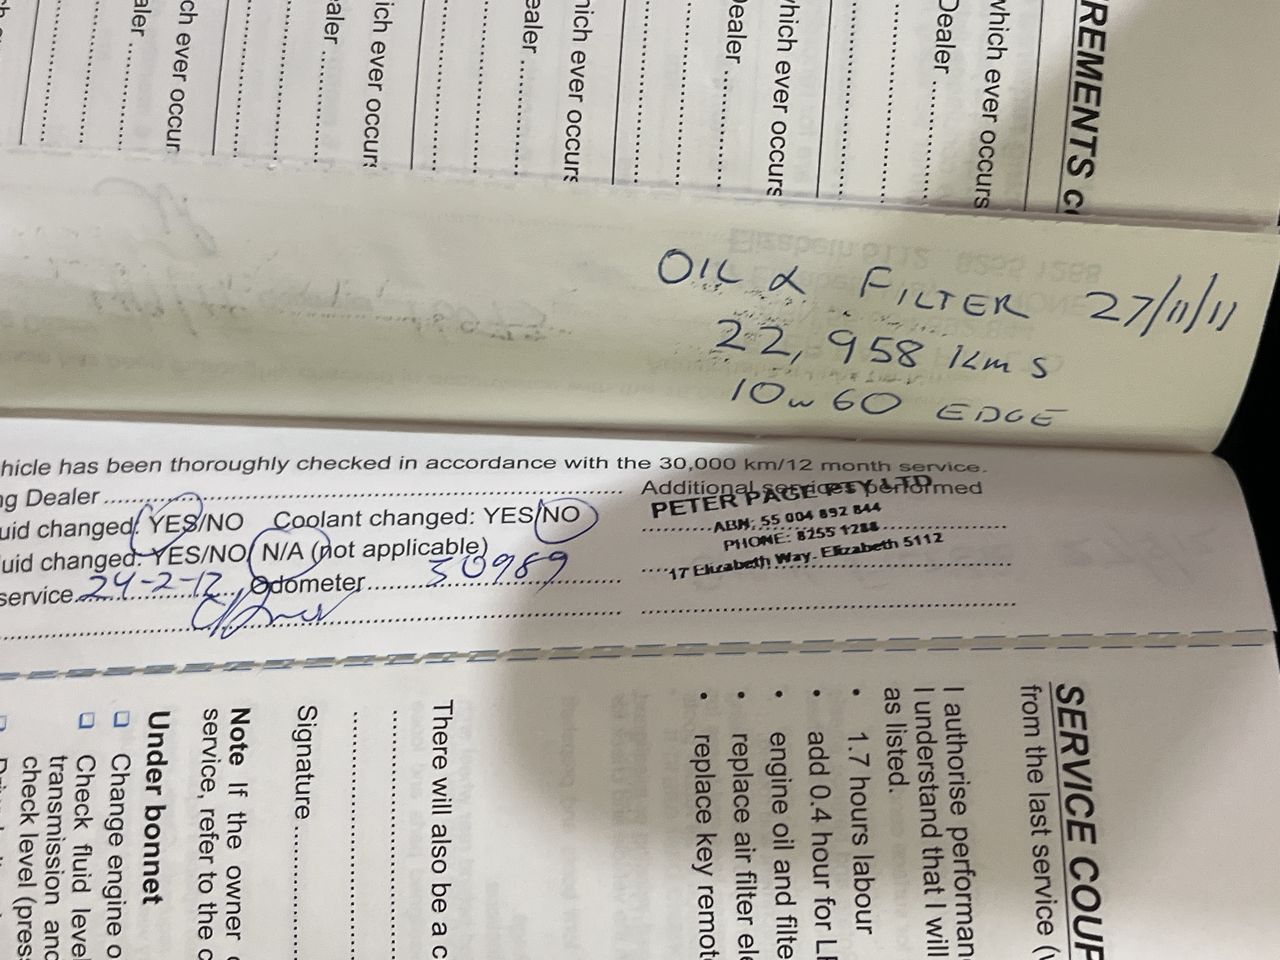 REMENTS
which ever occurs
Dealer
which ever occurs
Dealer
which ever occurs
ealer
ich ever occurs
aler
ch ever occur
aler
OIL & FILTER 27/11/11
22,958 KMS
10W60 EDGE
hicle has been thoroughly checked in accordance with the 30,000 km/12 month service.
ng Dealer
Additional services performed
PETER PAGE PTY LTD
ABN: 55 004 892 844
PHONE: 8255 1288
17 Elizabeth Way. Elizabeth 5112
uid changed: YES/NO Coolant changed: YES/NO
uid changed: YES/NO N/A (not applicable)
service 24-2-12 Odometer 30989
SERVICE COUP
from the last service (
I authorise performan
I understand that I will
as listed.
• 1.7 hours labour
• add 0.4 hour for L
• engine oil and filte
• replace air filter ele
• replace key remot
There will also be a c
Signature
Note If the owner
service, refer to the c
Under bonnet
Change engine o
Check fluid level
transmission and
check level (press